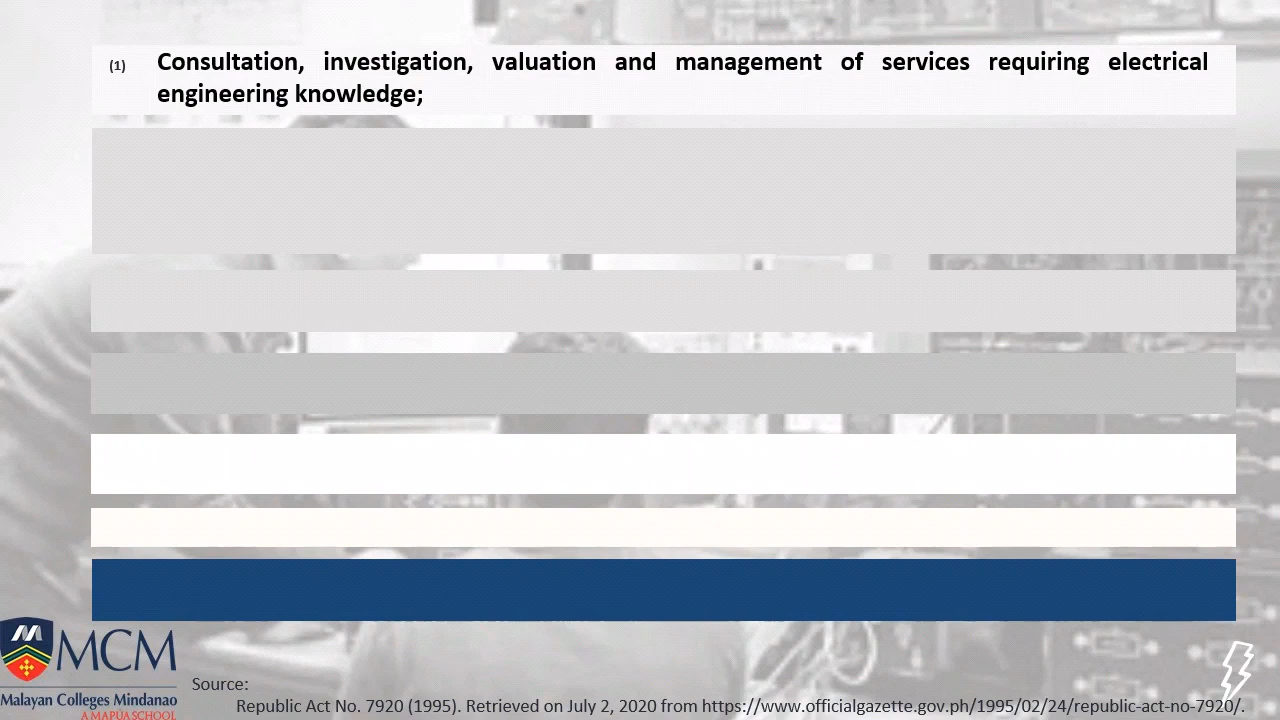 (1) Consultation, investigation, valuation and management of services requiring electrical
engineering knowledge;
MCM
Malayan Colleges Mindanao
A MAPÚA SCHOOL
Source:
Republic Act No. 7920 (1995). Retrieved on July 2, 2020 from https://www.officialgazette.gov.ph/1995/02/24/republic-act-no-7920/.